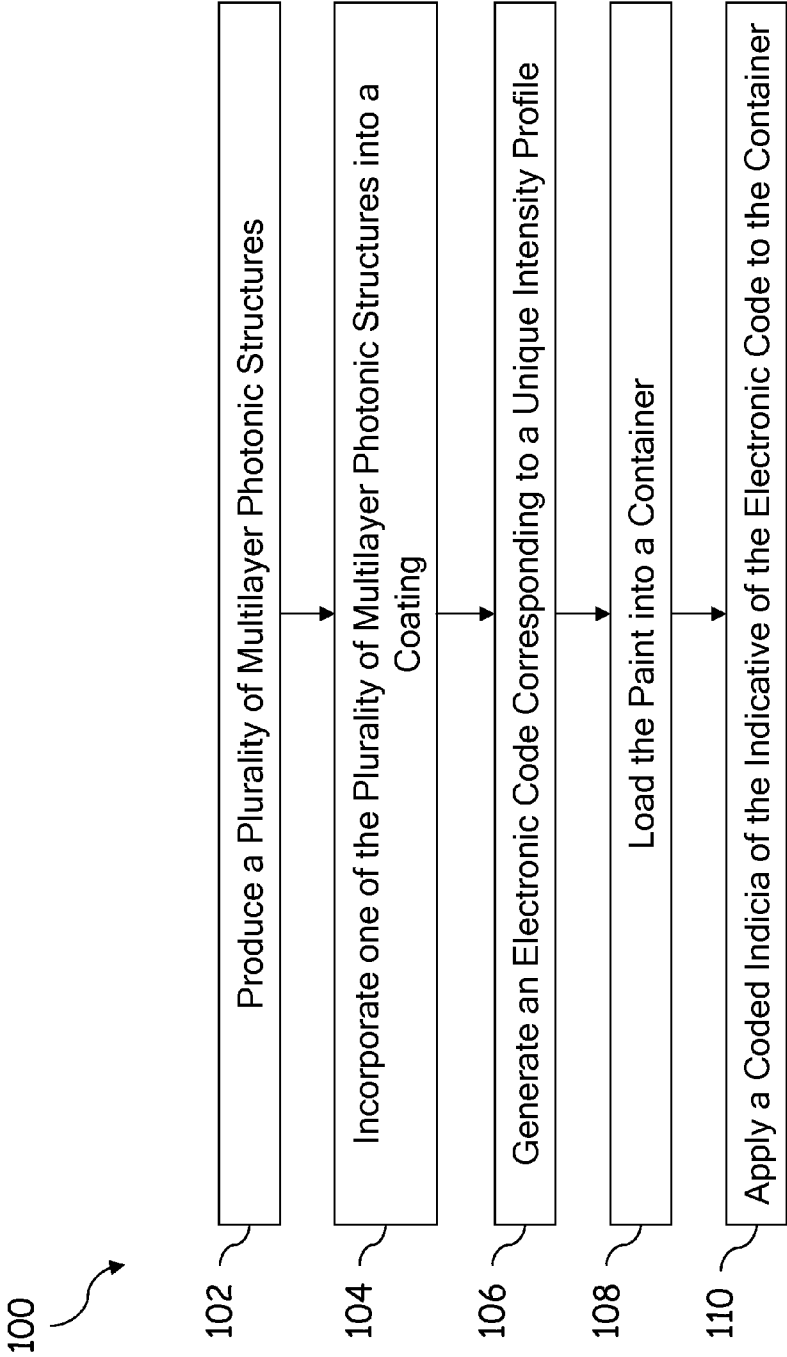 100
102
Produce a Plurality of Multilayer Photonic Structures
104
Incorporate one of the Plurality of Multilayer Photonic Structures into a
Coating
106
Generate an Electronic Code Corresponding to a Unique Intensity Profile
108
Load the Paint into a Container
110
Apply a Coded Indicia of the Indicative of the Electronic Code to the Container